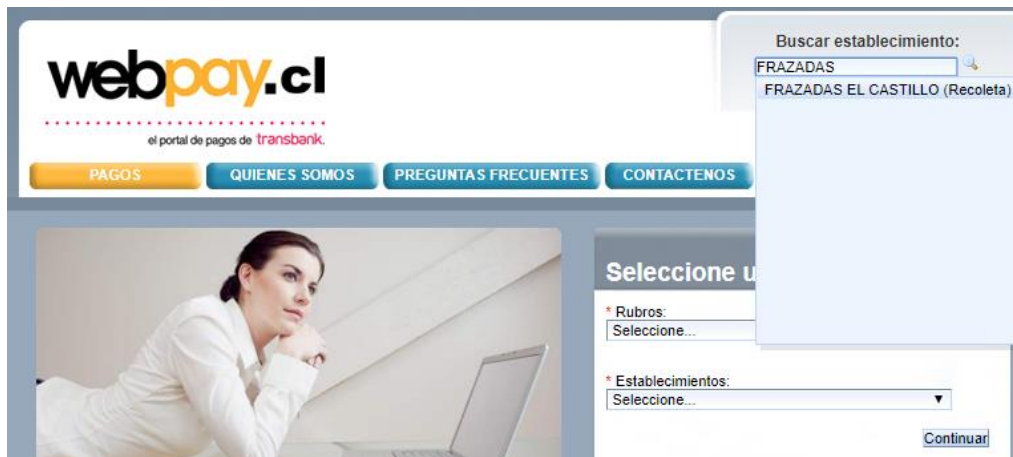 webpay.cl
el portal de pagos de transbank.
Buscar establecimiento:
FRAZADAS
FRAZADAS EL CASTILLO (Recoleta)
PAGOS
QUIENES SOMOS
PREGUNTAS FRECUENTES
CONTACTENOS
Seleccione u
* Rubros:
Seleccione...
* Establecimientos:
Seleccione...
Continuar